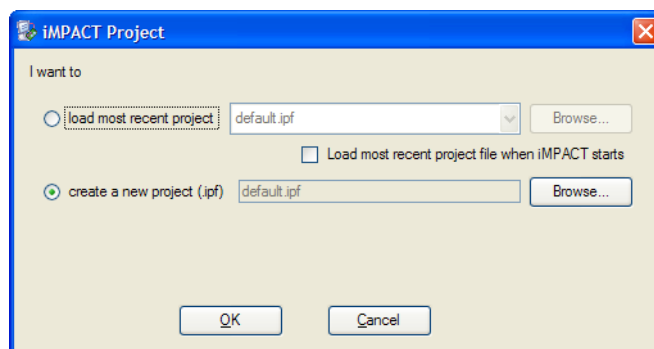 iMPACT Project
I want to
load most recent project default.ipf Browse...
Load most recent project file when iMPACT starts
create a new project (.ipf) default.ipf Browse...
OK Cancel